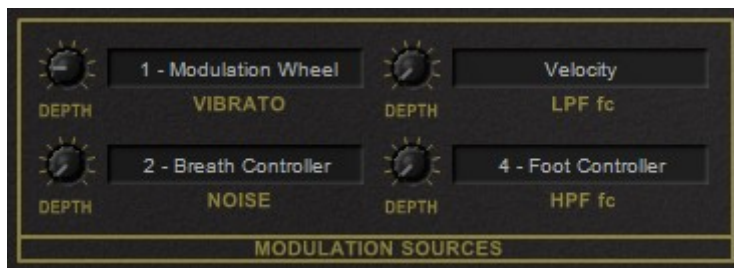 1 - Modulation Wheel
Velocity
DEPTH
VIBRATO
DEPTH
LPF fc
2 - Breath Controller
4 - Foot Controller
DEPTH
NOISE
DEPTH
HPF fc
MODULATION SOURCES